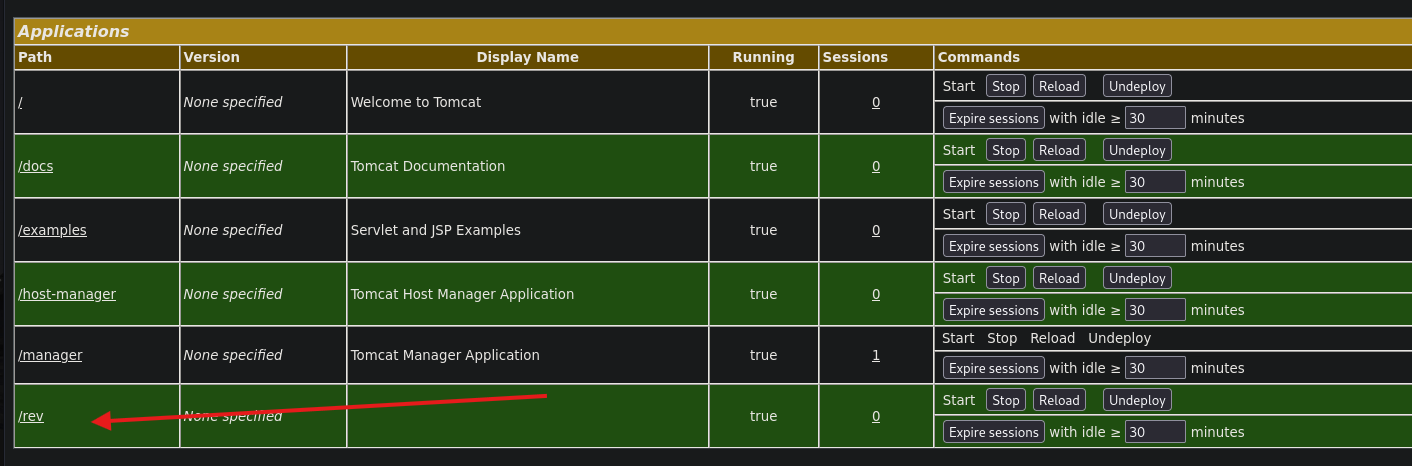 Applications
Path Version Display Name Running Sessions Commands
/ None specified Welcome to Tomcat true 0 Start Stop Reload Undeploy
Expire sessions with idle ≥ 30 minutes
/docs None specified Tomcat Documentation true 0 Start Stop Reload Undeploy
Expire sessions with idle ≥ 30 minutes
/examples None specified Servlet and JSP Examples true 0 Start Stop Reload Undeploy
Expire sessions with idle ≥ 30 minutes
/host-manager None specified Tomcat Host Manager Application true 0 Start Stop Reload Undeploy
Expire sessions with idle ≥ 30 minutes
/manager None specified Tomcat Manager Application true 1 Start Stop Reload Undeploy
Expire sessions with idle ≥ 30 minutes
/rev None specified true 0 Start Stop Reload Undeploy
Expire sessions with idle ≥ 30 minutes